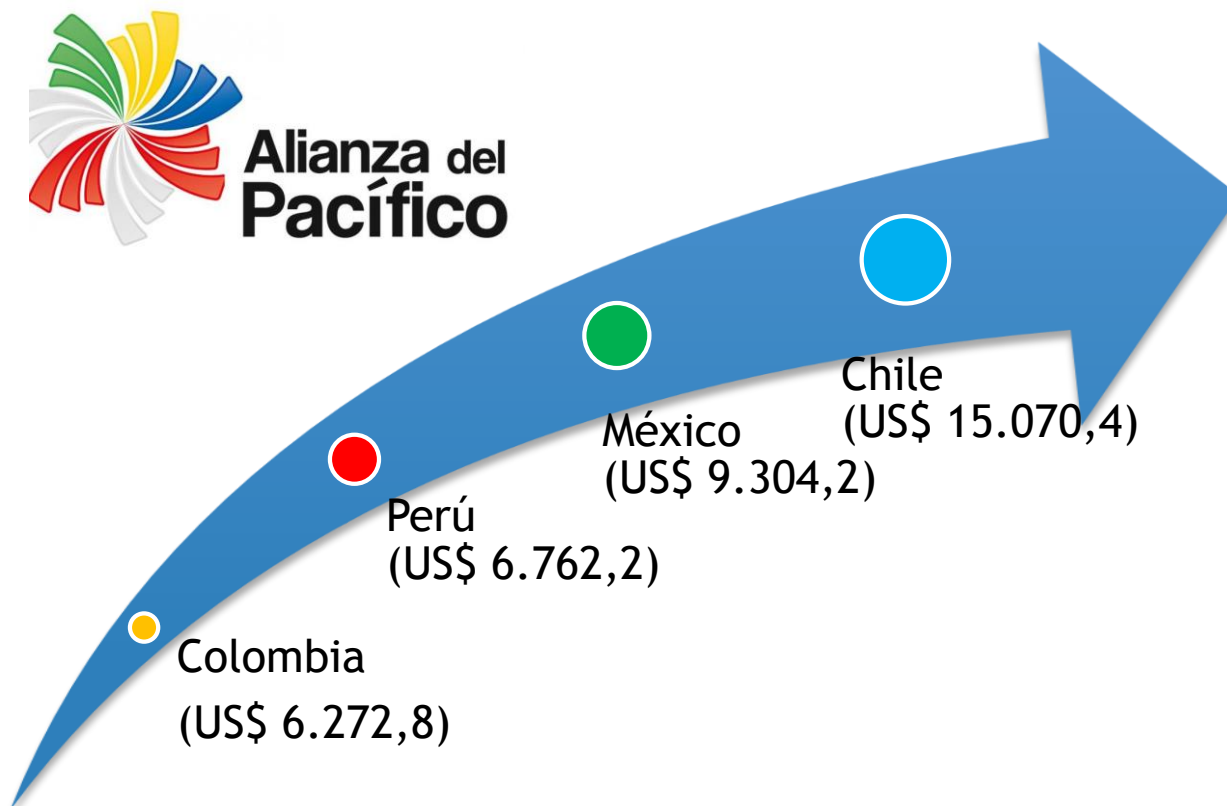 Alianza del
Pacífico
Chile
(US$ 15.070,4)
México
(US$ 9.304,2)
Perú
(US$ 6.762,2)
Colombia
(US$ 6.272,8)